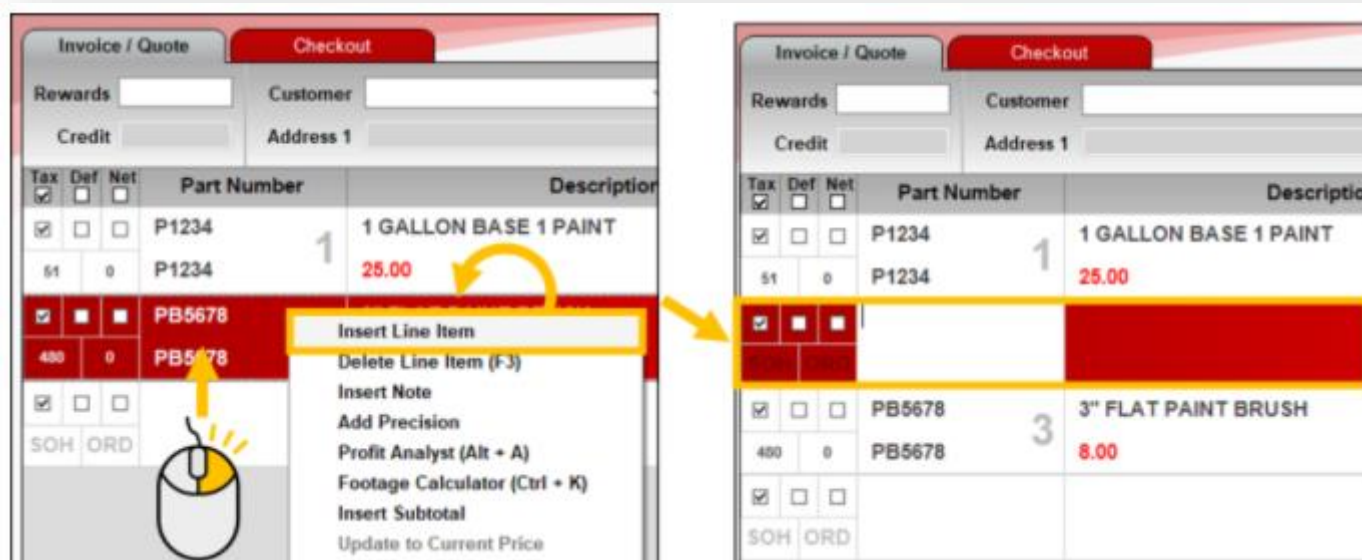 Invoice / Quote Checkout
Rewards Customer
Credit Address 1
Tax Def Net Part Number Description
P1234 1 1 GALLON BASE 1 PAINT
51 0 P1234 25.00
PB5678
Insert Line Item
480 0 PB5678
Delete Line Item (F3)
Insert Note
Add Precision
SOH ORD
Profit Analyst (Alt + A)
Footage Calculator (Ctrl + K)
Insert Subtotal
Update to Current Price
Invoice / Quote Checkout
Rewards Customer
Credit Address 1
Tax Def Net Part Number Descriptio
P1234 1 1 GALLON BASE 1 PAINT
51 0 P1234 25.00
SOH ORD
PB5678 3 3" FLAT PAINT BRUSH
480 0 PB5678 8.00
SOH ORD